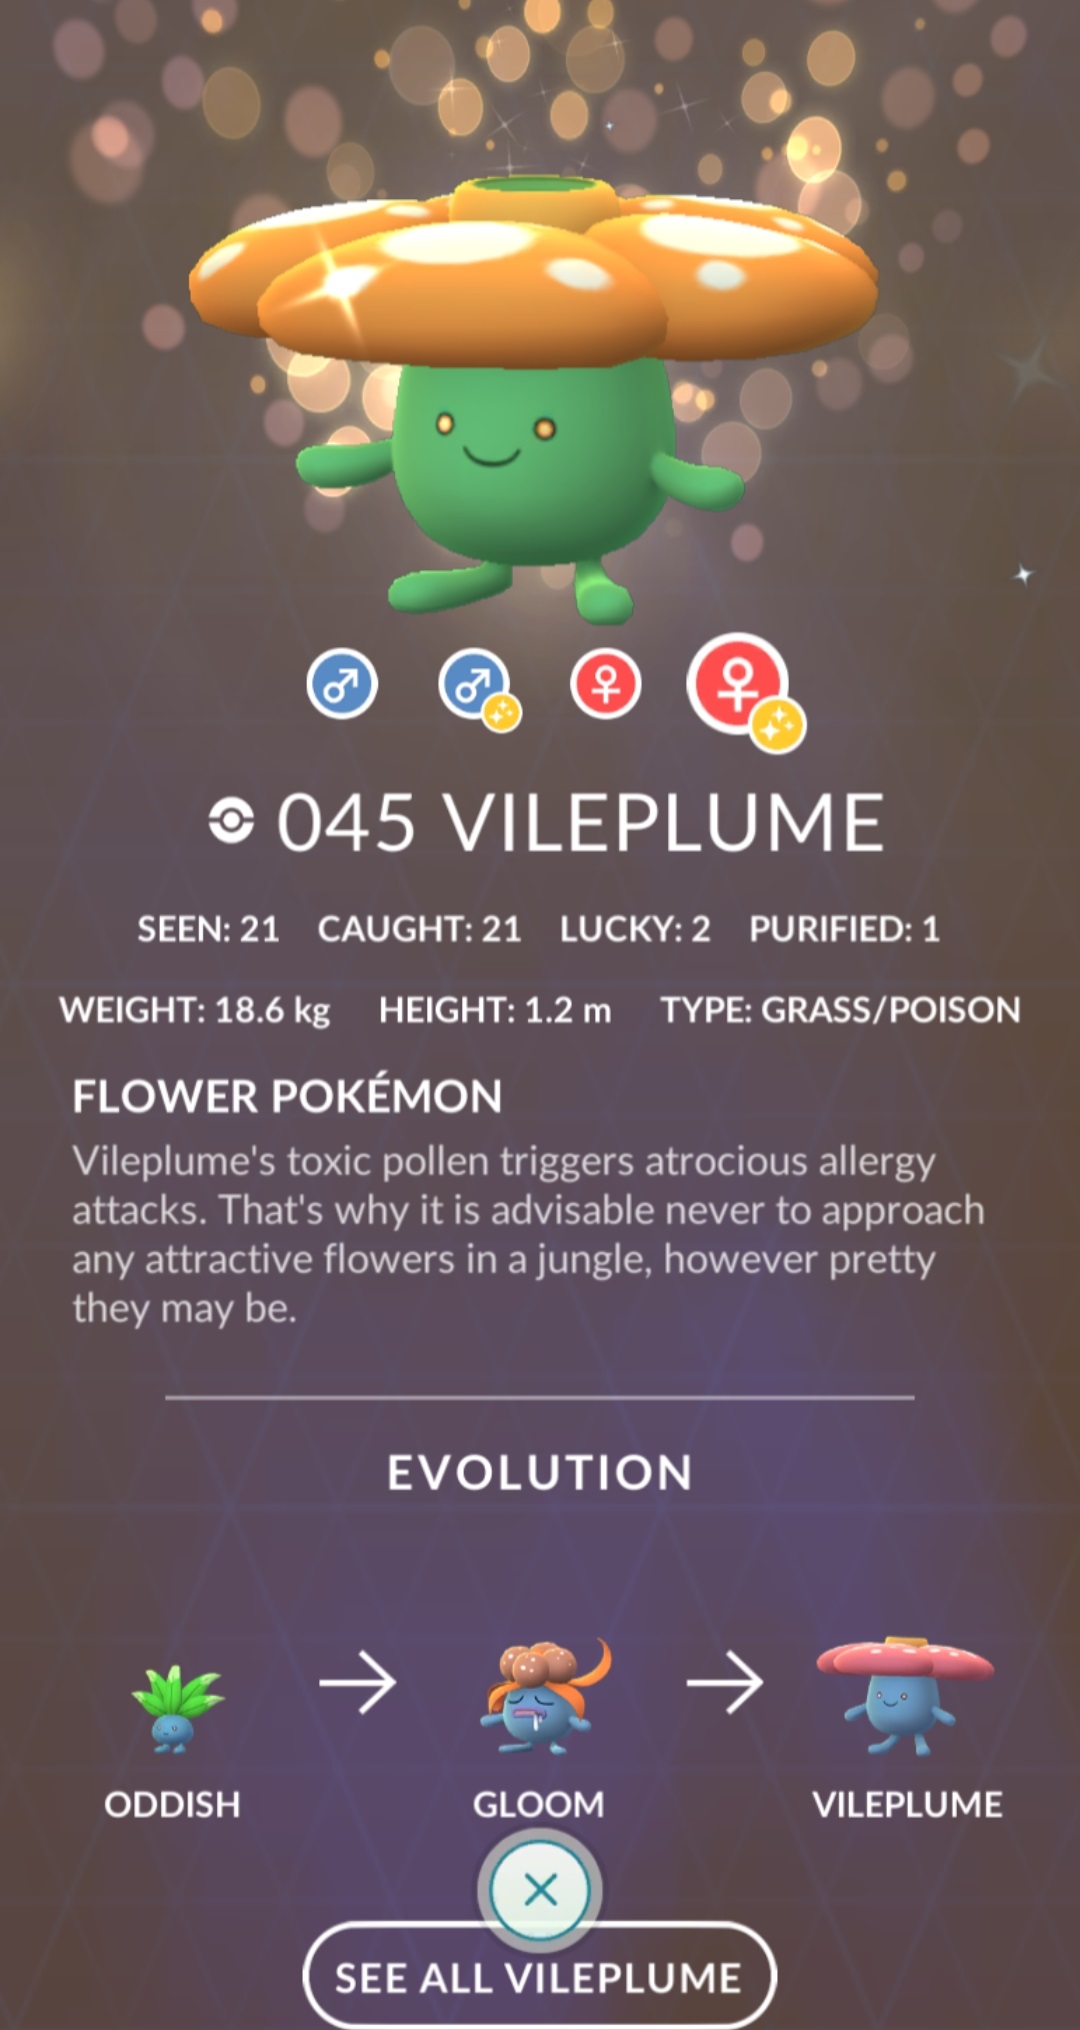 045 VILEPLUME
SEEN: 21 CAUGHT: 21 LUCKY: 2 PURIFIED: 1
WEIGHT: 18.6 kg HEIGHT: 1.2 m TYPE: GRASS/POISON
FLOWER POKÉMON
Vileplume's toxic pollen triggers atrocious allergy
attacks. That's why it is advisable never to approach
any attractive flowers in a jungle, however pretty
they may be.
EVOLUTION
ODDISH GLOOM VILEPLUME
SEE ALL VILEPLUME